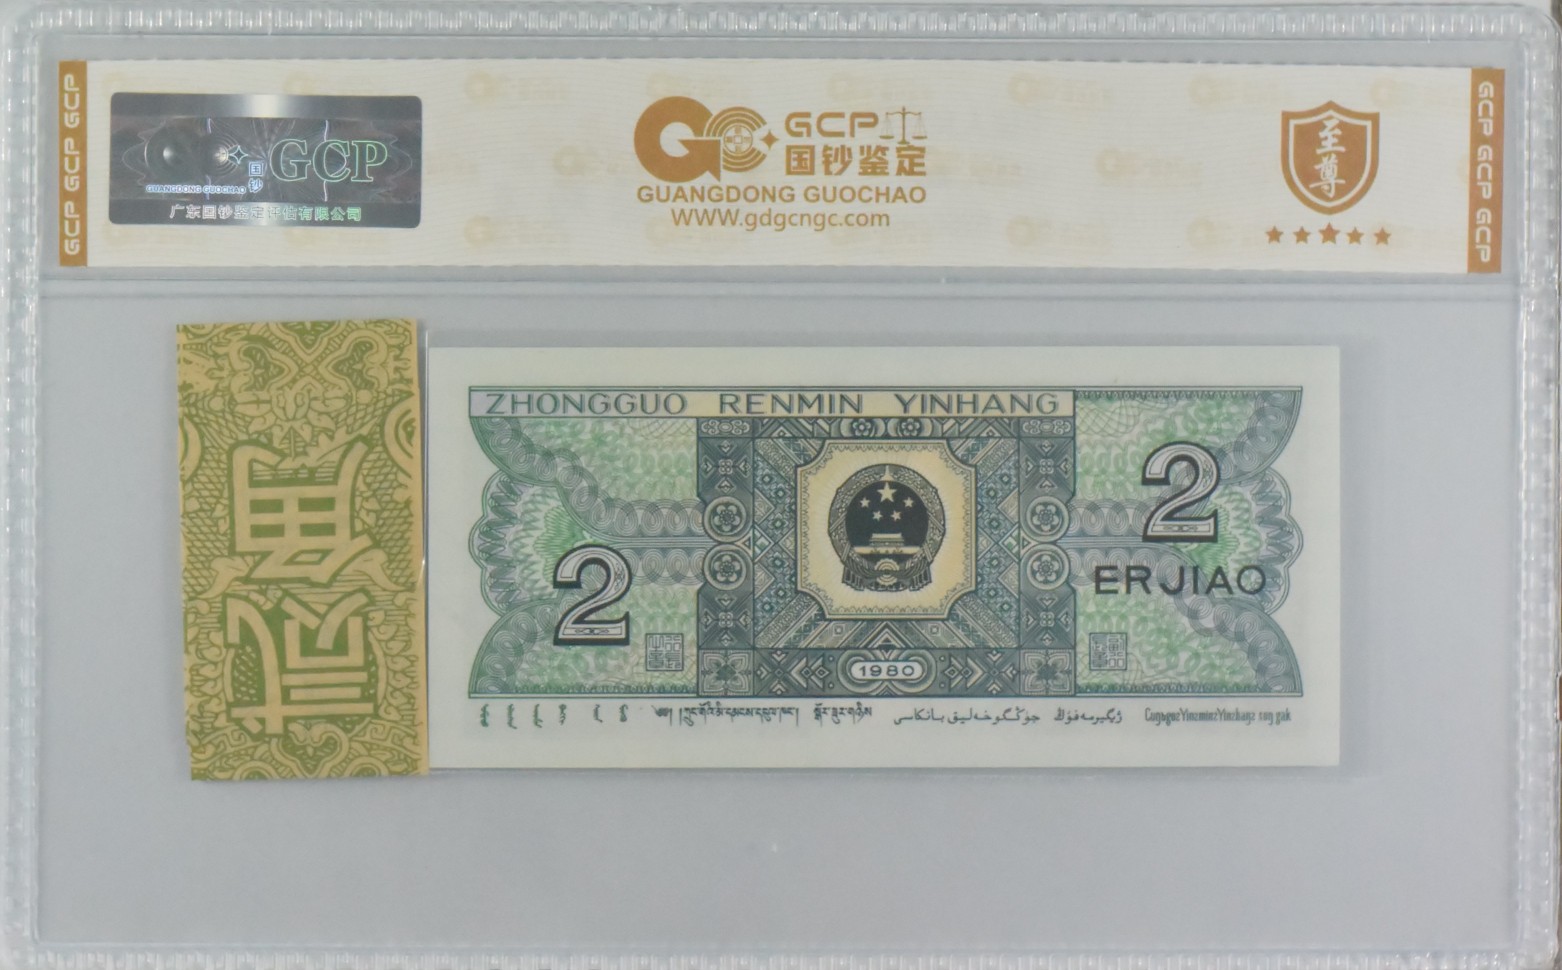 GCP GCP GCP
国钞
GCP
GUANGDONG GUOCHAO
广东国钞鉴定评估有限公司
GCP
国钞鉴定
GUANGDONG GUOCHAO
WWW.gdgcngc.com
至尊
GCP GCP GCP
ZHONGGUO RENMIN YINHANG
2
2
ERJIAO
1980